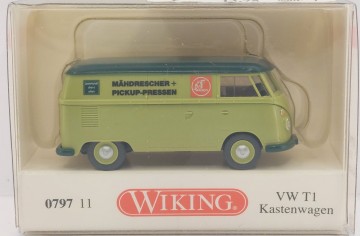 MÄHDRESCHER +
PICKUP-PRESSEN
0797 11
WIKING
VW T1
Kastenwagen